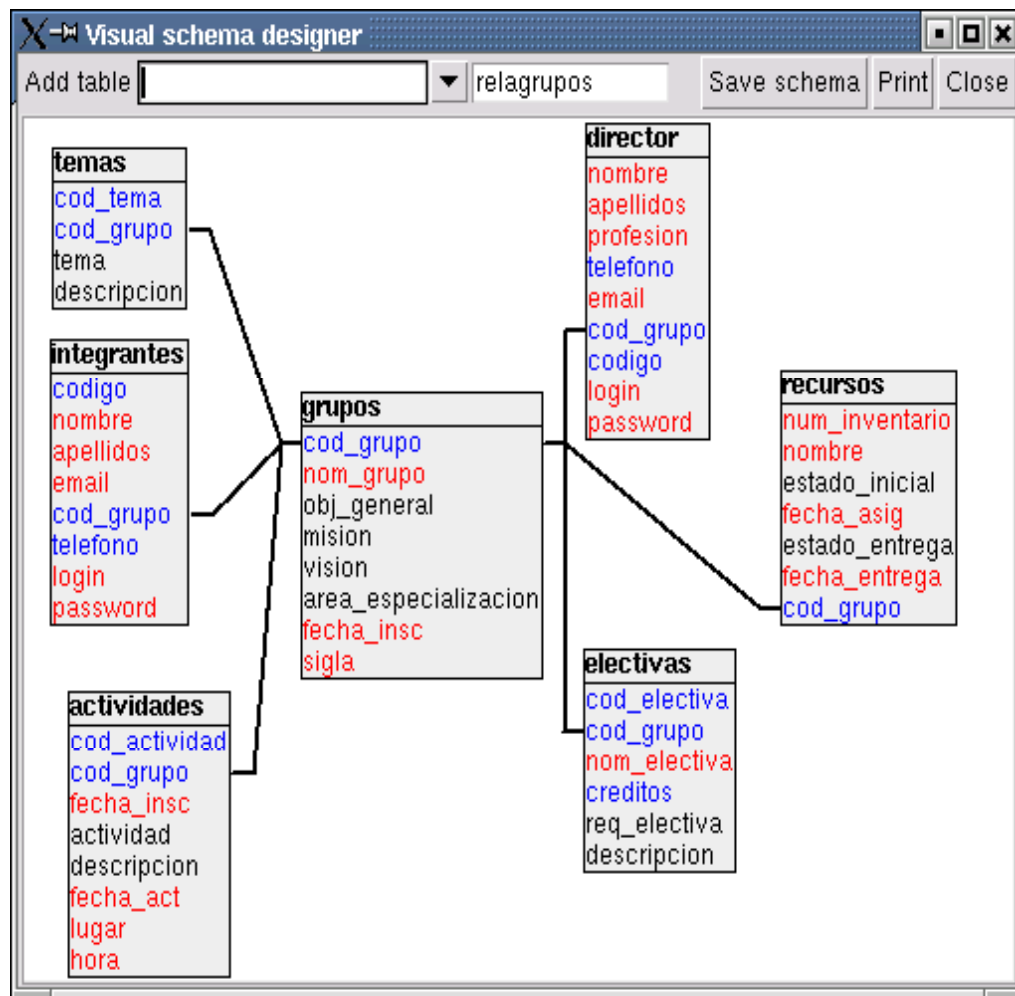 Visual schema designer
Add table relagrupos Save schema Print Close
temas
cod_tema
cod_grupo
tema
descripcion
integrantes
codigo
nombre
apellidos
email
cod_grupo
telefono
login
password
actividades
cod_actividad
cod_grupo
fecha_insc
actividad
descripcion
fecha_act
lugar
hora
grupos
cod_grupo
nom_grupo
obj_general
mision
vision
area_especializacion
fecha_insc
sigla
director
nombre
apellidos
profesion
telefono
email
cod_grupo
codigo
login
password
electivas
cod_electiva
cod_grupo
nom_electiva
creditos
req_electiva
descripcion
recursos
num_inventario
nombre
estado_inicial
fecha_asig
estado_entrega
fecha_entrega
cod_grupo